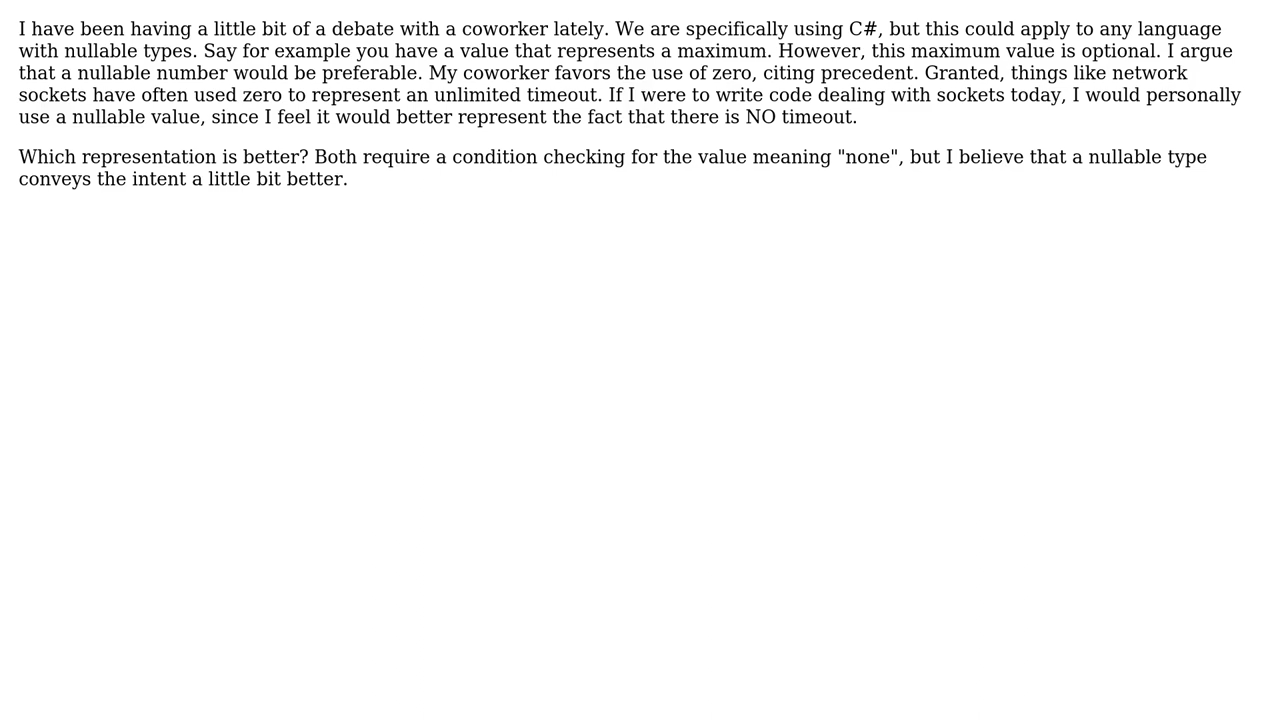 I have been having a little bit of a debate with a coworker lately. We are specifically using C#, but this could apply to any language
with nullable types. Say for example you have a value that represents a maximum. However, this maximum value is optional. I argue
that a nullable number would be preferable. My coworker favors the use of zero, citing precedent. Granted, things like network
sockets have often used zero to represent an unlimited timeout. If I were to write code dealing with sockets today, I would personally
use a nullable value, since I feel it would better represent the fact that there is NO timeout.
Which representation is better? Both require a condition checking for the value meaning "none", but I believe that a nullable type
conveys the intent a little bit better.